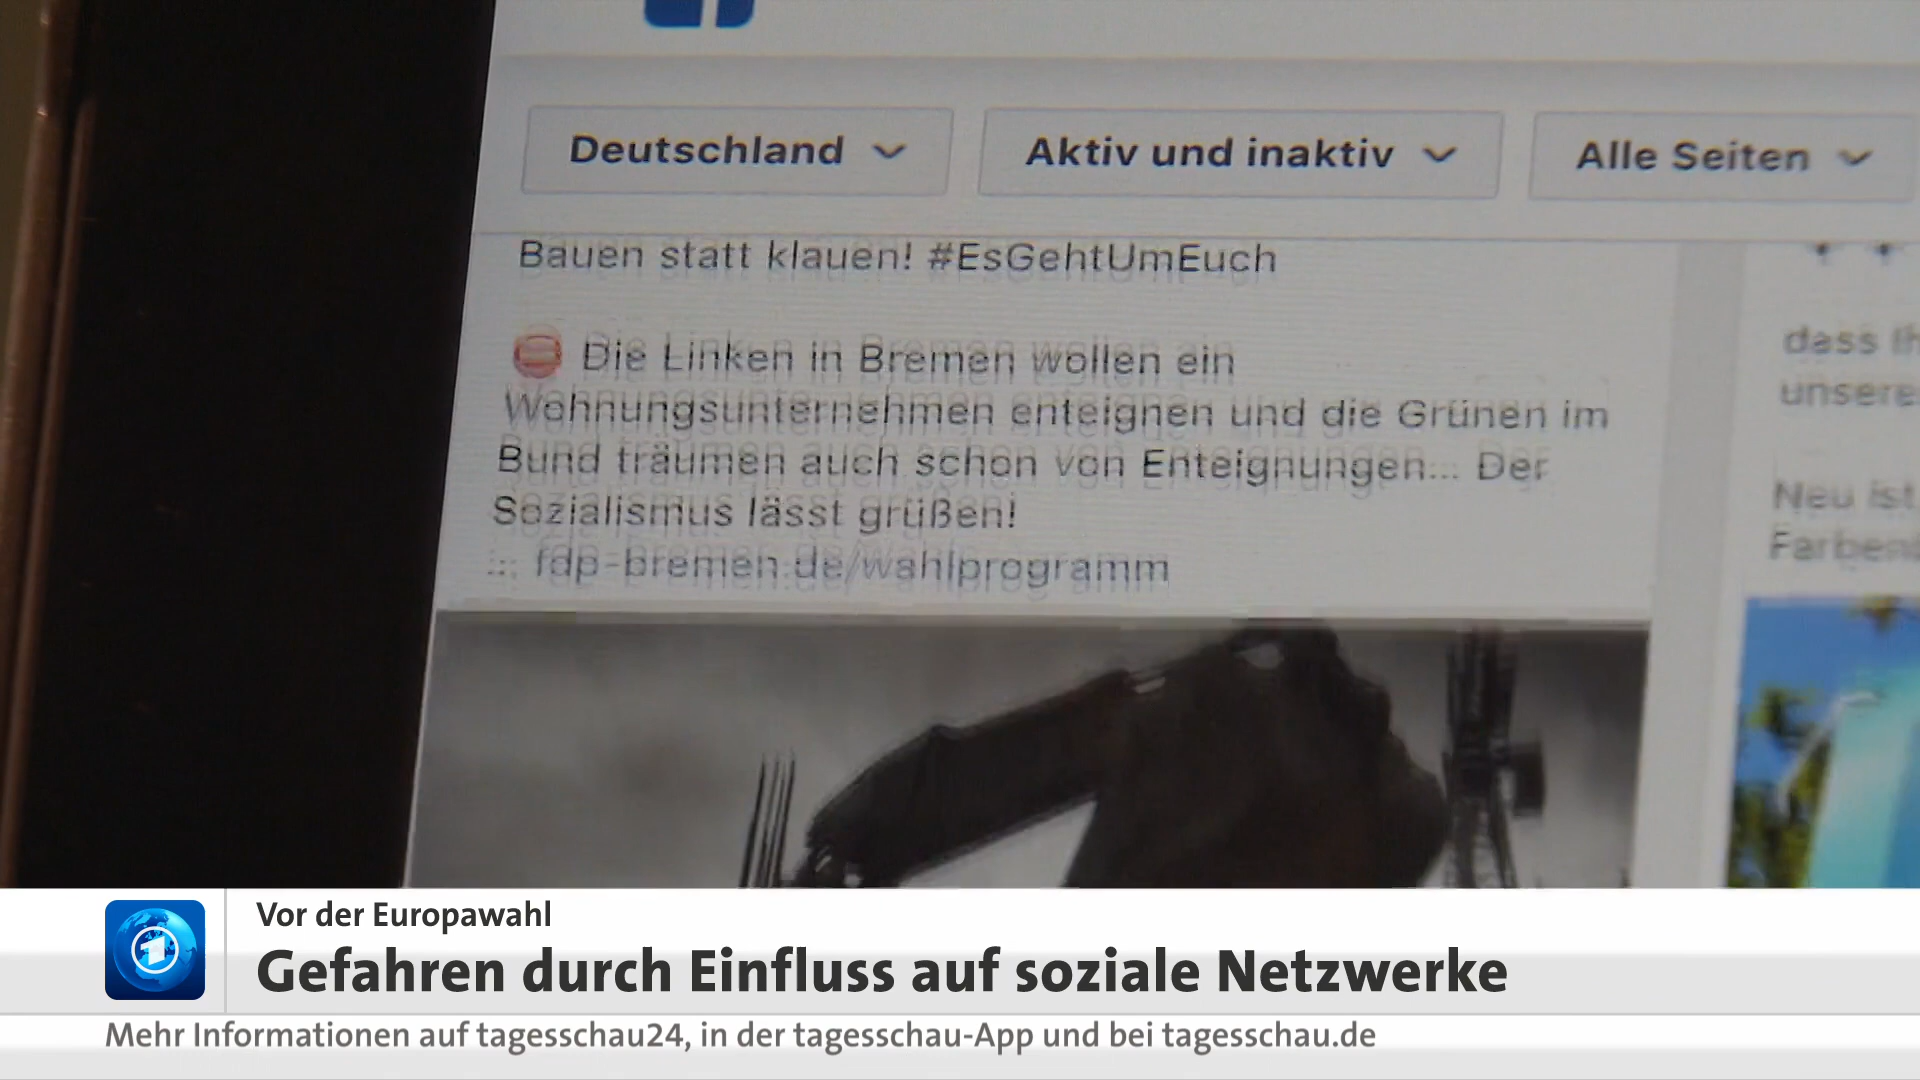 Deutschland
Aktiv und inaktiv
Alle Seiten
Bauen statt klauen! #EsGehtUmEuch
Die Linken in Bremen wollen ein
Wohnungsunternehmen enteignen und die Grünen im
Bund träumen auch schon von Enteignungen... Der
Sozialismus lässt grüßen!
fdp-bremen.de/wahlprogramm
dass
unsere
Neu ist
1
Vor der Europawahl
Gefahren durch Einfluss auf soziale Netzwerke
Mehr Informationen auf tagesschau24, in der tagesschau-App und bei tagesschau.de